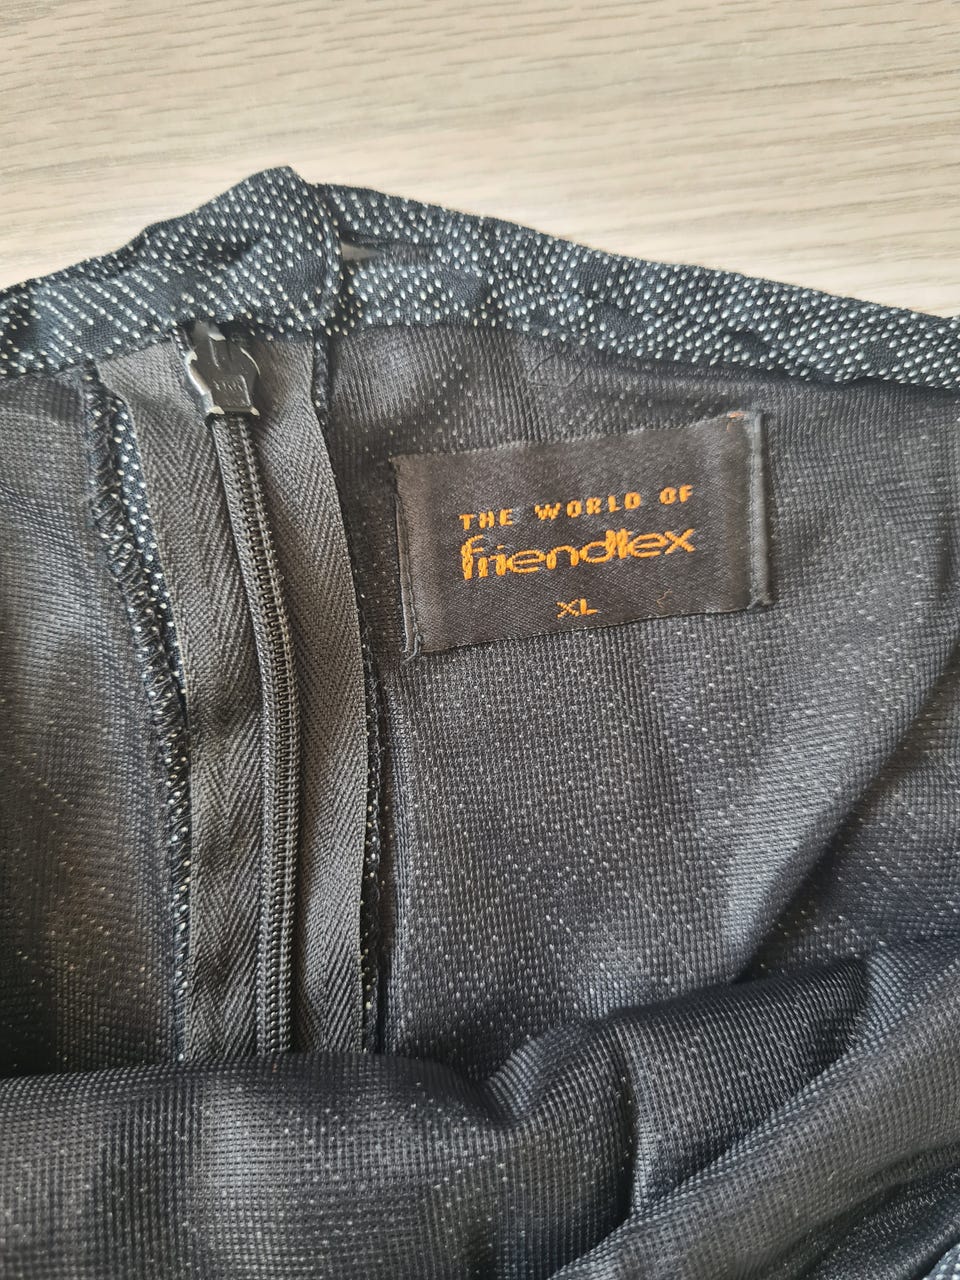 THE WORLD OF
friendtex
XL